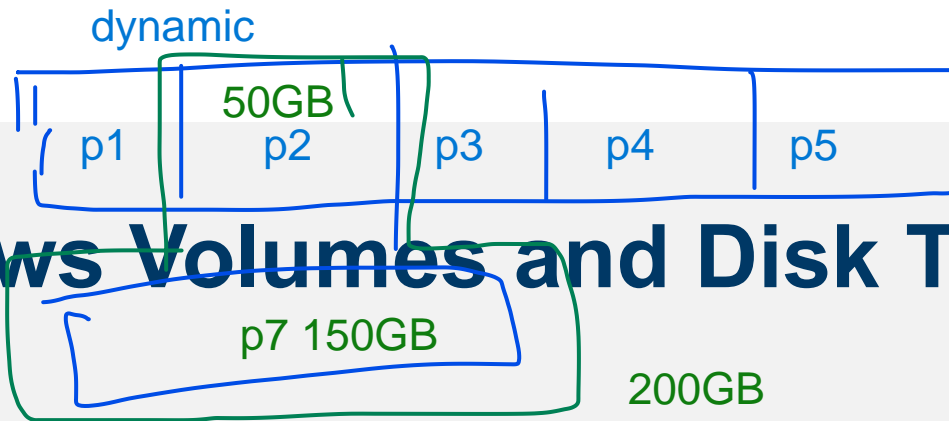 dynamic
50GB
p1 p2 p3 p4 p5
ws Volumes and Disk T
p7 150GB
200GB